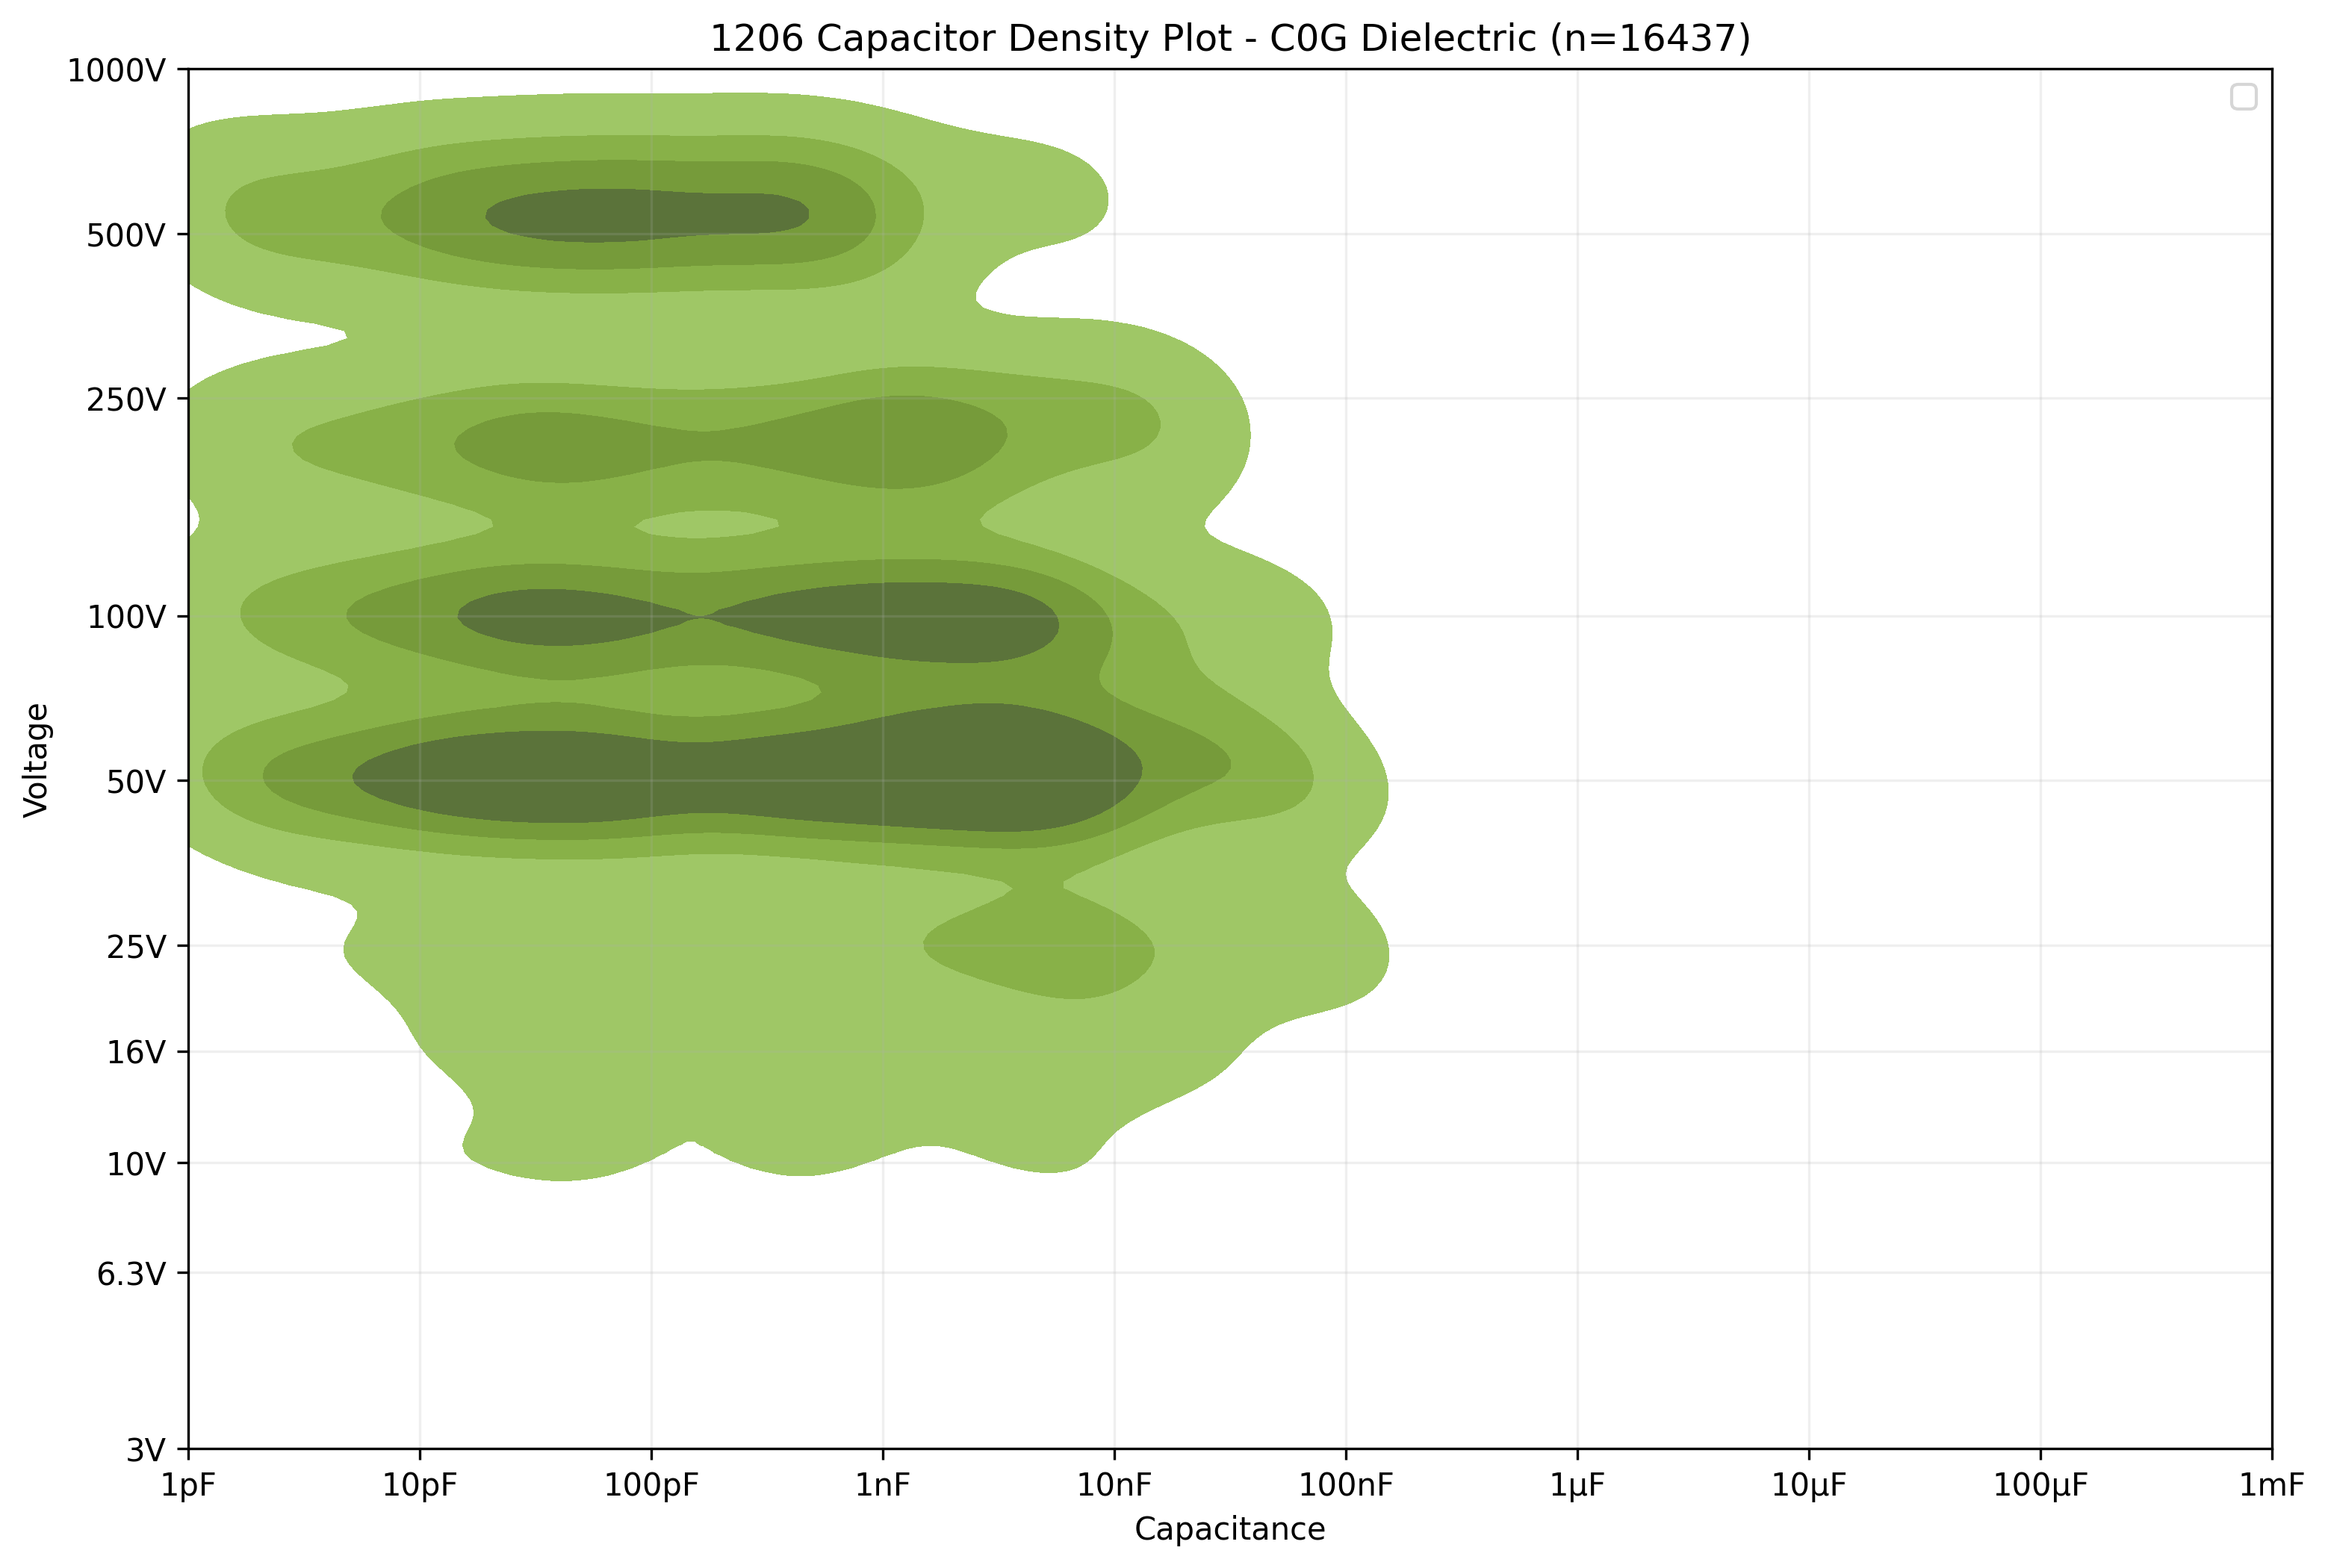 1206 Capacitor Density Plot - C0G Dielectric (n=16437)
1000V
500V
250V
100V
50V
25V
16V
10V
6.3V
3V
Voltage
1pF 10pF 100pF 1nF 10nF 100nF 1μF 10μF 100μF 1mF
Capacitance